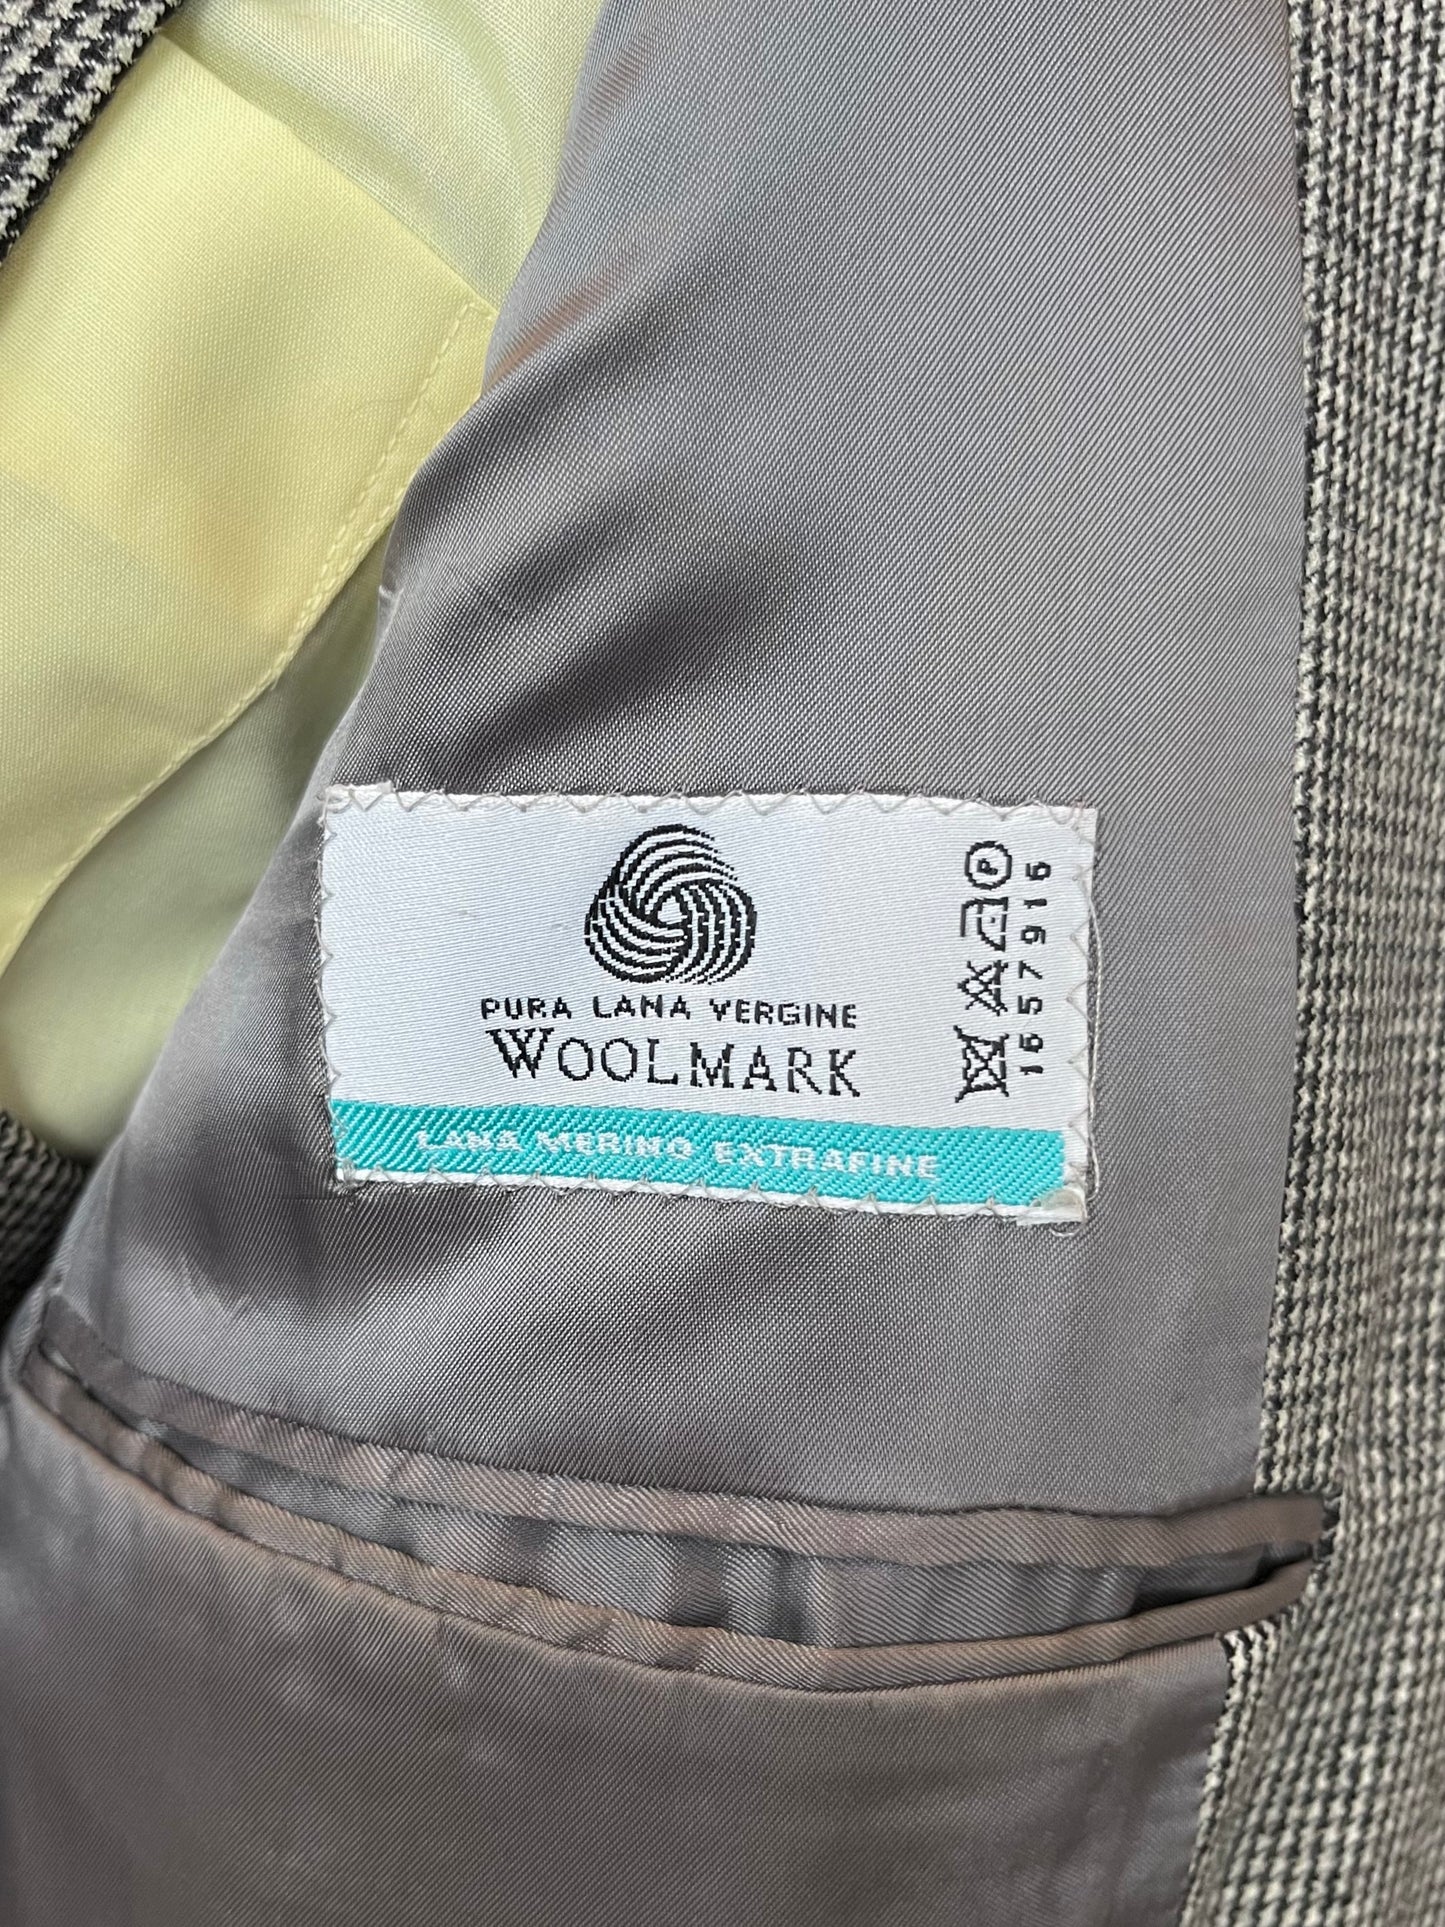 PURA LANA VERGINE
WOOLMARK
LANA MERINO EXTRAFINE
P
1657916